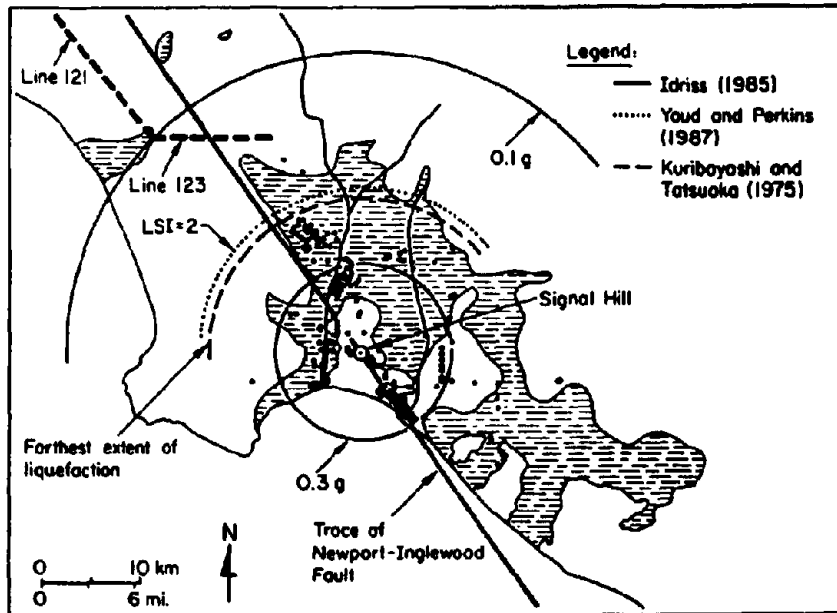 Line 121
Line 123
LSI=2
Legend:
Idriss (1985)
Youd and Perkins
(1987)
Kuribayashi and
Tatsuoka (1975)
0.1 g
Signal Hill
Farthest extent of
liquefaction
0.3 g
Trace of
Newport-Inglewood
Fault
N
0 10 km
0 6 mi.